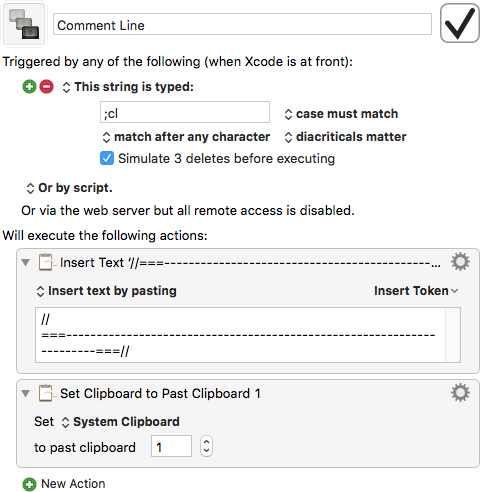 Comment Line
Triggered by any of the following (when Xcode is at front):
This string is typed:
;cl
case must match
match after any character
diacriticals matter
Simulate 3 deletes before executing
Or by script.
Or via the web server but all remote access is disabled.
Will execute the following actions:
Insert Text ‘//===--------------------------------------------...
Insert text by pasting
Insert Token
//
===--------------------------------------------------------------
---------===//
Set Clipboard to Past Clipboard 1
Set System Clipboard
to past clipboard 1
New Action